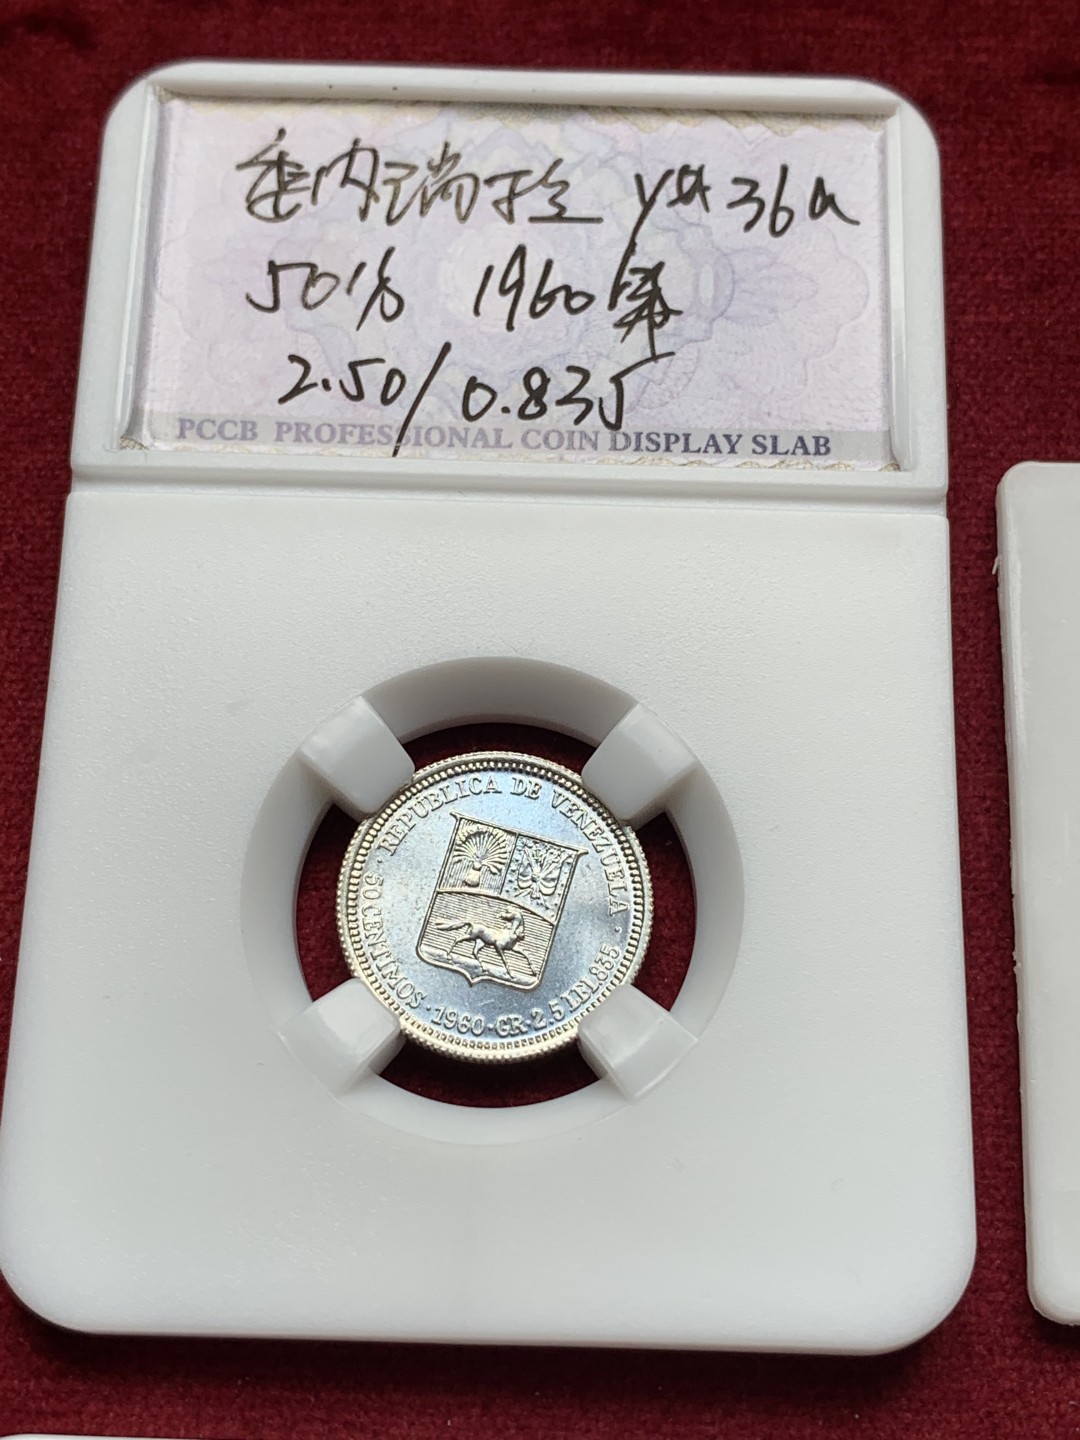 委内瑞拉 Y# 36a
50分 1960年
2.50/0.835
PCCB PROFESSIONAL COIN DISPLAY SLAB
· REPUBLICA DE VENEZUELA ·
50 CENTIMOS · 1960 · GR · 2.5 LEI.835